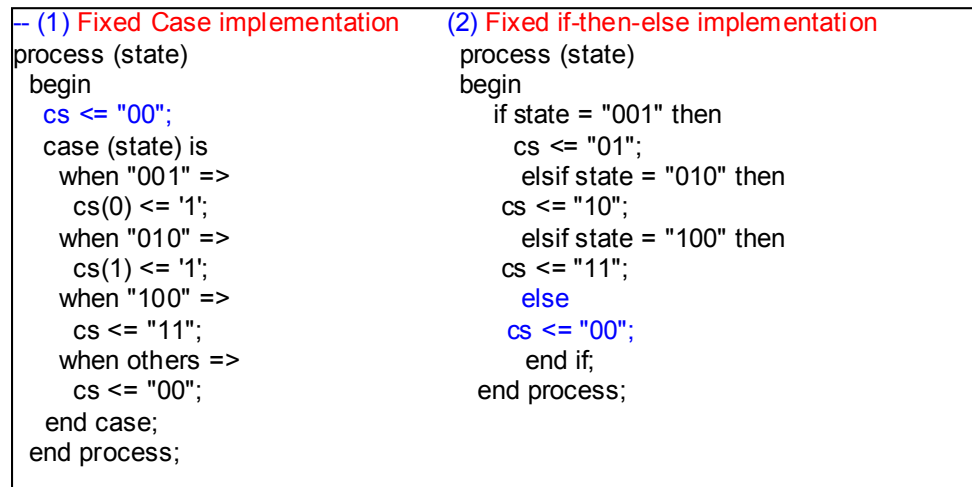 -- (1) Fixed Case implementation
process (state)
begin
cs <= "00";
case (state) is
when "001" =>
cs(0) <= '1';
when "010" =>
cs(1) <= '1';
when "100" =>
cs <= "11";
when others =>
cs <= "00";
end case;
end process;
(2) Fixed if-then-else implementation
process (state)
begin
if state = "001" then
cs <= "01";
elsif state = "010" then
cs <= "10";
elsif state = "100" then
cs <= "11";
else
cs <= "00";
end if;
end process;